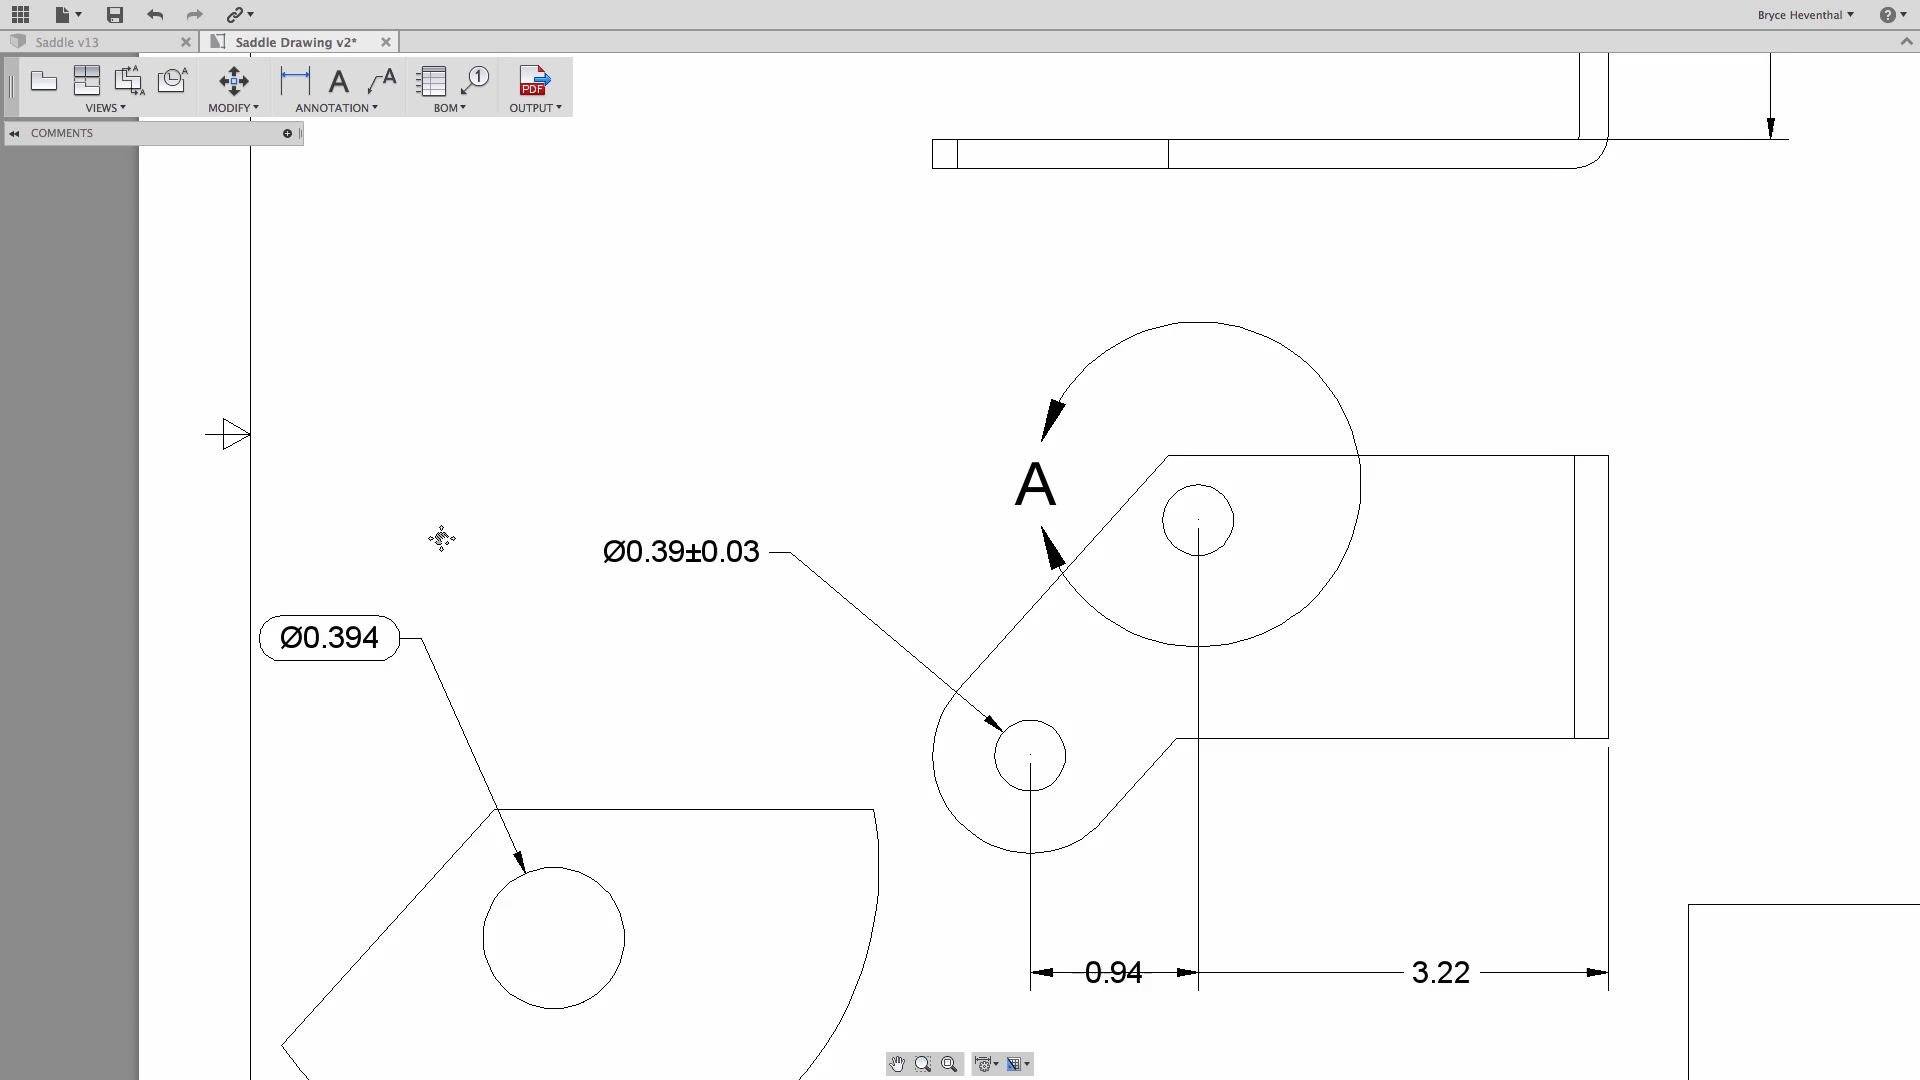 Bryce Heventhal
?
Saddle v13
Saddle Drawing v2*
A
A
A
A
A
A
1
PDF
VIEWS
MODIFY
ANNOTATION
BOM
OUTPUT
COMMENTS
A
Ø0.39±0.03
Ø0.394
0.94
3.22